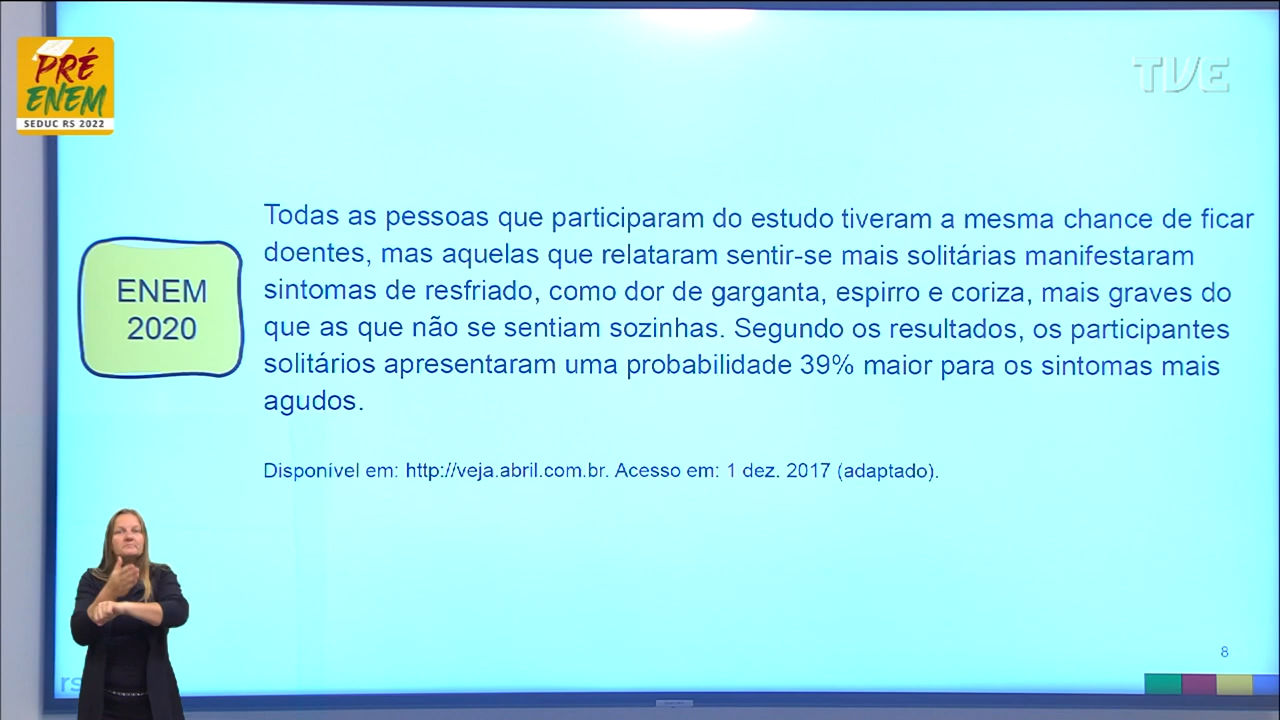 PRÉ
ENEM
SEDUC RS 2022
TVE
Todas as pessoas que participaram do estudo tiveram a mesma chance de ficar
doentes, mas aquelas que relataram sentir-se mais solitárias manifestaram
sintomas de resfriado, como dor de garganta, espirro e coriza, mais graves do
que as que não se sentiam sozinhas. Segundo os resultados, os participantes
solitários apresentaram uma probabilidade 39% maior para os sintomas mais
agudos.
ENEM
2020
Disponível em: http://veja.abril.com.br. Acesso em: 1 dez. 2017 (adaptado).
8
rs